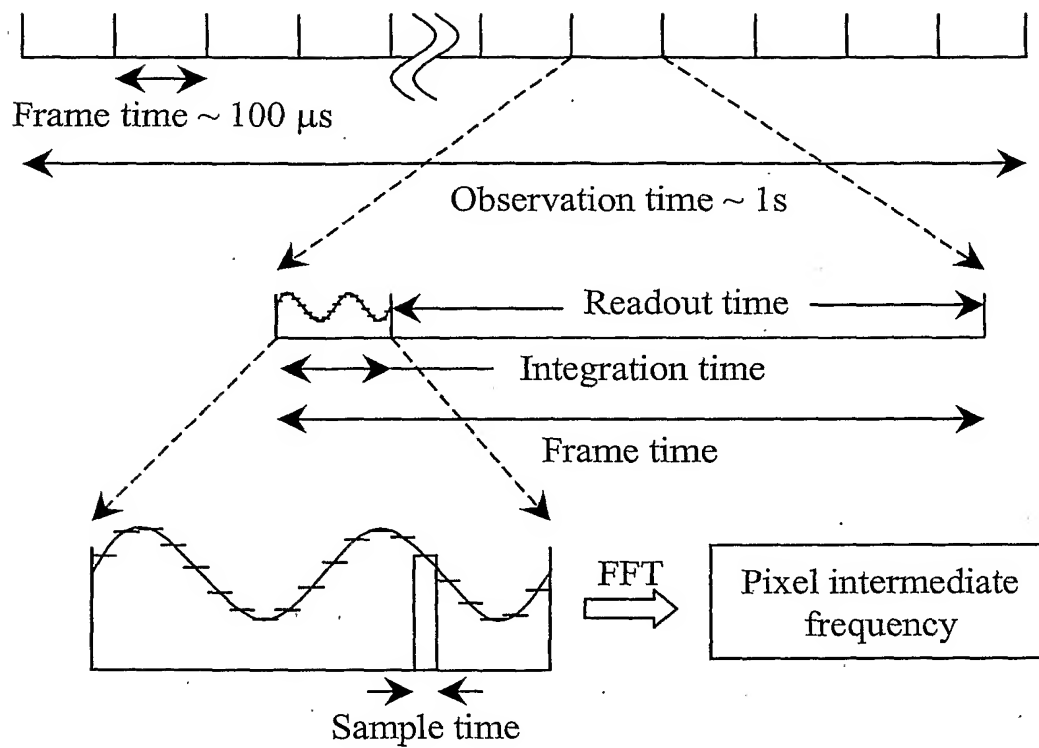 Frame time ~ 100 μs
Observation time ~ 1s
Readout time
Integration time
Frame time
FFT
Pixel intermediate
frequency
Sample time